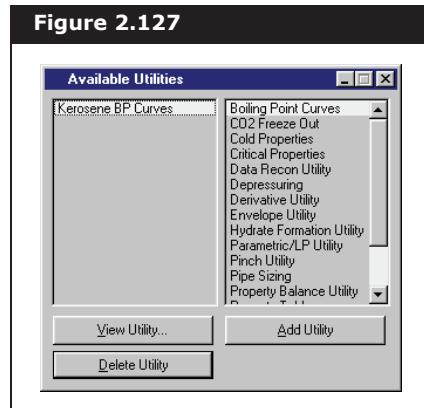 Figure 2.127
Available Utilities
Kerosene BP Curves
Boiling Point Curves
CO2 Freeze Out
Cold Properties
Critical Properties
Data Recon Utility
Depressuring
Derivative Utility
Envelope Utility
Hydrate Formation Utility
Parametric/LP Utility
Pinch Utility
Pipe Sizing
Property Balance Utility
View Utility...
Add Utility
Delete Utility